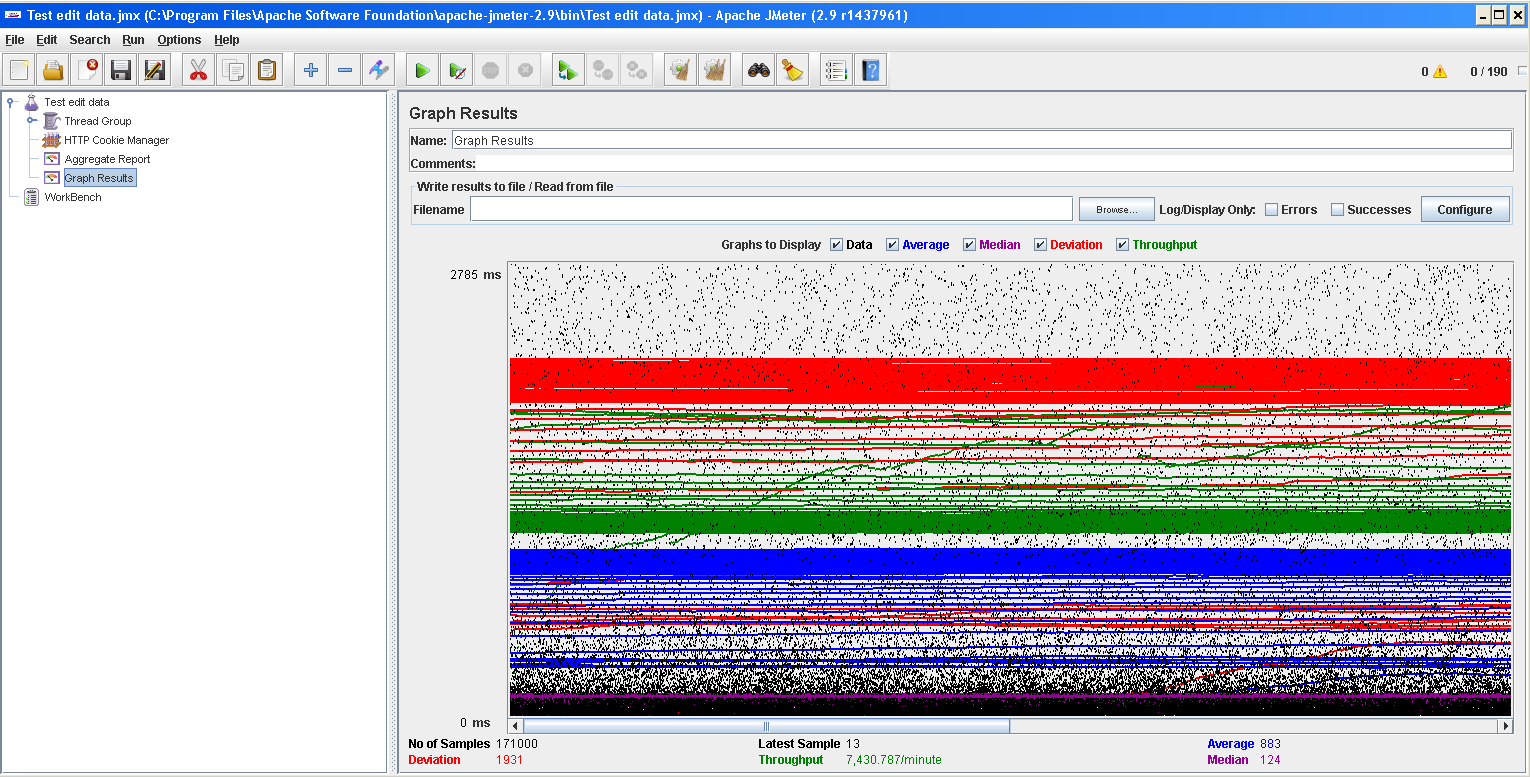 Test edit data.jmx (C:\Program Files\Apache Software Foundation\apache-jmeter-2.9\bin\Test edit data.jmx) - Apache JMeter (2.9 r1437961)
File Edit Search Run Options Help
0 0 / 190
Test edit data
Thread Group
HTTP Cookie Manager
Aggregate Report
Graph Results
WorkBench
Graph Results
Name: Graph Results
Comments:
Write results to file / Read from file
Filename Browse... Log/Display Only: Errors Successes Configure
Graphs to Display Data Average Median Deviation Throughput
2785 ms
0 ms
No of Samples 171000 Latest Sample 13 Average 883
Deviation 1931 Throughput 7,430.787/minute Median 124